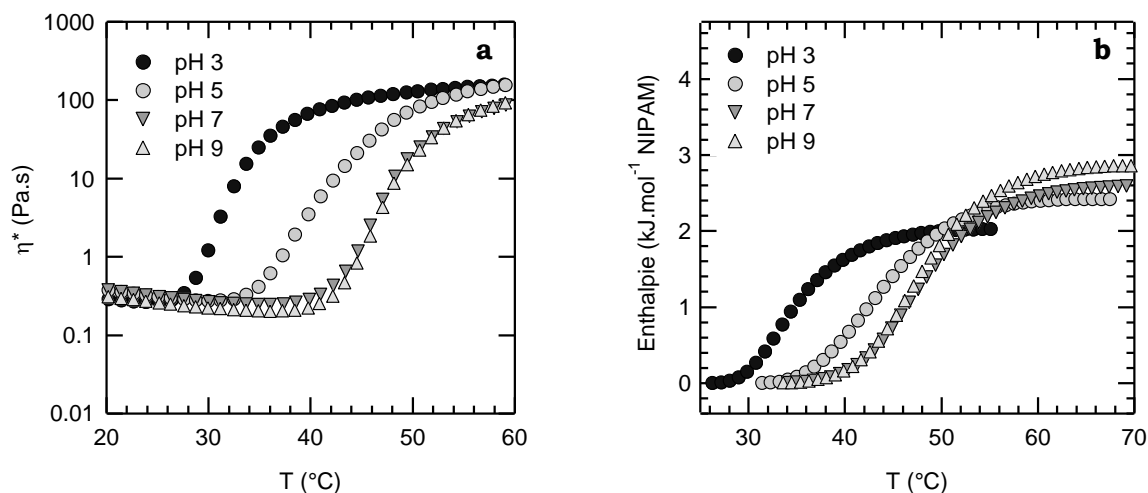 a
η* (Pa.s)
1000
100
10
1
0.1
0.01
pH 3
pH 5
pH 7
pH 9
20
30
40
50
60
T (°C)
b
Enthalpie (kJ.mol⁻¹ NIPAM)
4
3
2
1
0
pH 3
pH 5
pH 7
pH 9
30
40
50
60
70
T (°C)